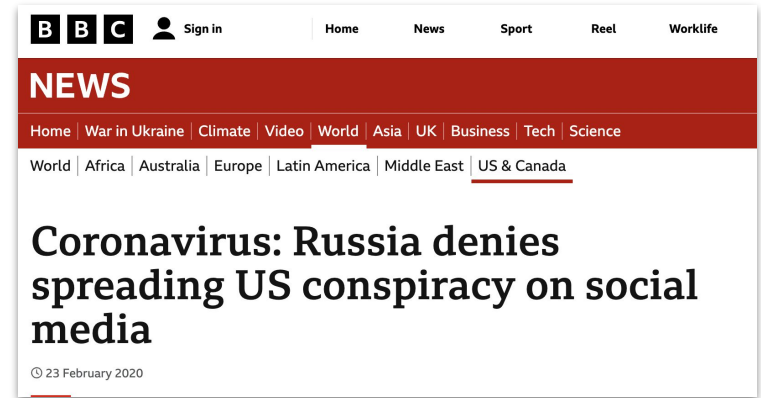 BBC Sign in Home News Sport Reel Worklife
NEWS
Home War in Ukraine Climate Video World Asia UK Business Tech Science
World Africa Australia Europe Latin America Middle East US & Canada
Coronavirus: Russia denies
spreading US conspiracy on social
media
23 February 2020